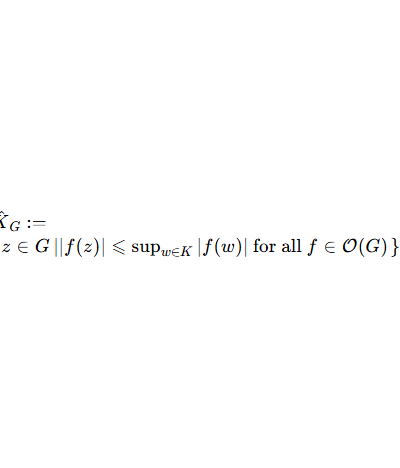 K̂_G :=
z ∈ G ||f(z)| ⩽ sup_{w∈K} |f(w)| for all f ∈ 𝒪(G) }